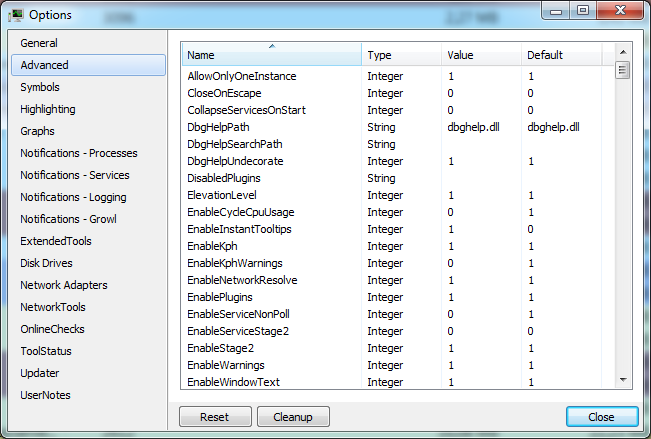 Options
General
Advanced
Symbols
Highlighting
Graphs
Notifications - Processes
Notifications - Services
Notifications - Logging
Notifications - Growl
ExtendedTools
Disk Drives
Network Adapters
NetworkTools
OnlineChecks
ToolStatus
Updater
UserNotes
Name Type Value Default
AllowOnlyOneInstance Integer 1 1
CloseOnEscape Integer 0 0
CollapseServicesOnStart Integer 0 0
DbgHelpPath String dbghelp.dll dbghelp.dll
DbgHelpSearchPath String
DbgHelpUndecorate Integer 1 1
DisabledPlugins String
ElevationLevel Integer 1 1
EnableCycleCpuUsage Integer 0 1
EnableInstantTooltips Integer 1 0
EnableKph Integer 1 1
EnableKphWarnings Integer 0 1
EnableNetworkResolve Integer 1 1
EnablePlugins Integer 1 1
EnableServiceNonPoll Integer 0 1
EnableServiceStage2 Integer 0 0
EnableStage2 Integer 1 1
EnableWarnings Integer 1 1
EnableWindowText Integer 1 1
Reset Cleanup Close